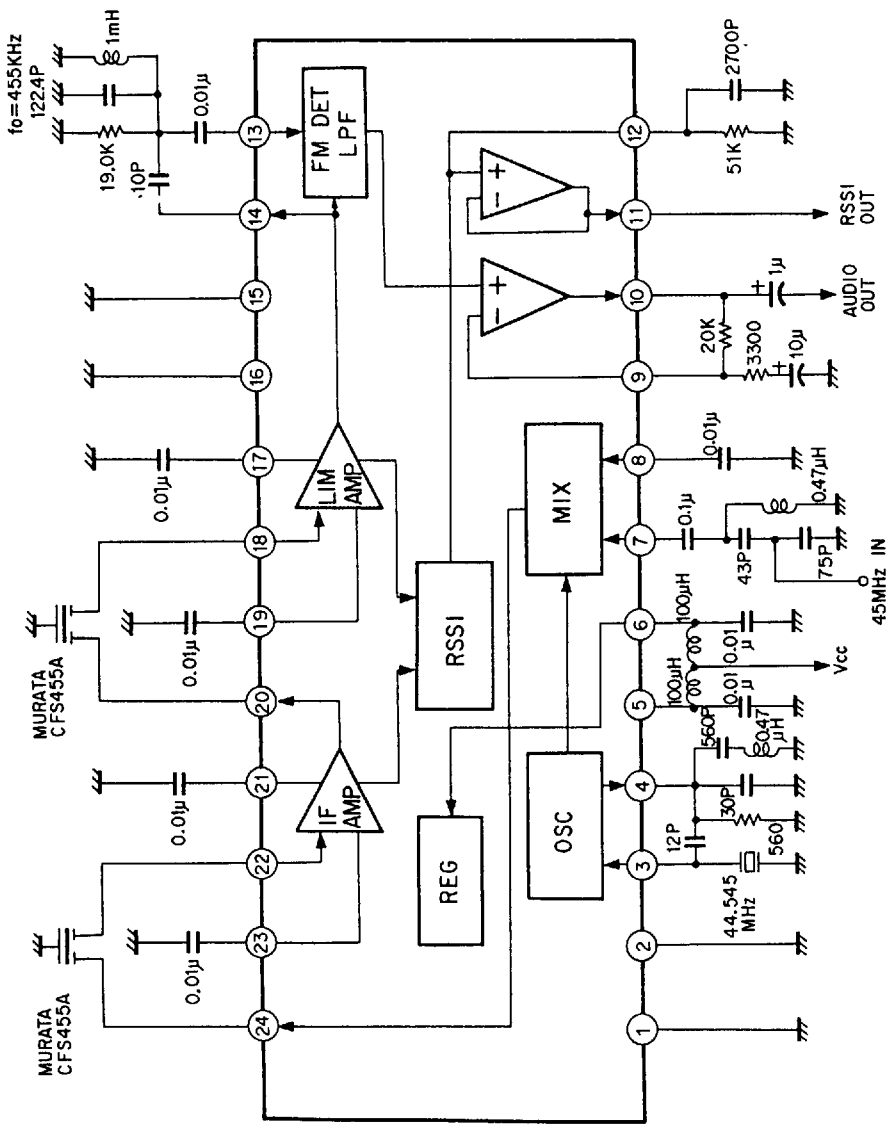 MURATA
CFS455A
0.01µ
0.01µ
MURATA
CFS455A
0.01µ
0.01µ
10P
19.0K
fo=455KHz
1224P
1mH
0.01µ
24
23
22
21
20
19
18
17
16
15
14
13
IF
AMP
LIM
AMP
FM DET
LPF
REG
RSSI
OSC
MIX
+
−
+
−
1
2
3
4
5
6
7
8
9
10
11
12
44.545
MHz
12P
560
30P
560P
0.47
µH
100µH
100µH
0.01
µ
0.01
µ
Vcc
0.1µ
43P
75P
45MHz IN
0.47µH
0.01µ
20K
3300
+
10µ
+
1µ
AUDIO
OUT
RSSI
OUT
51K
2700P